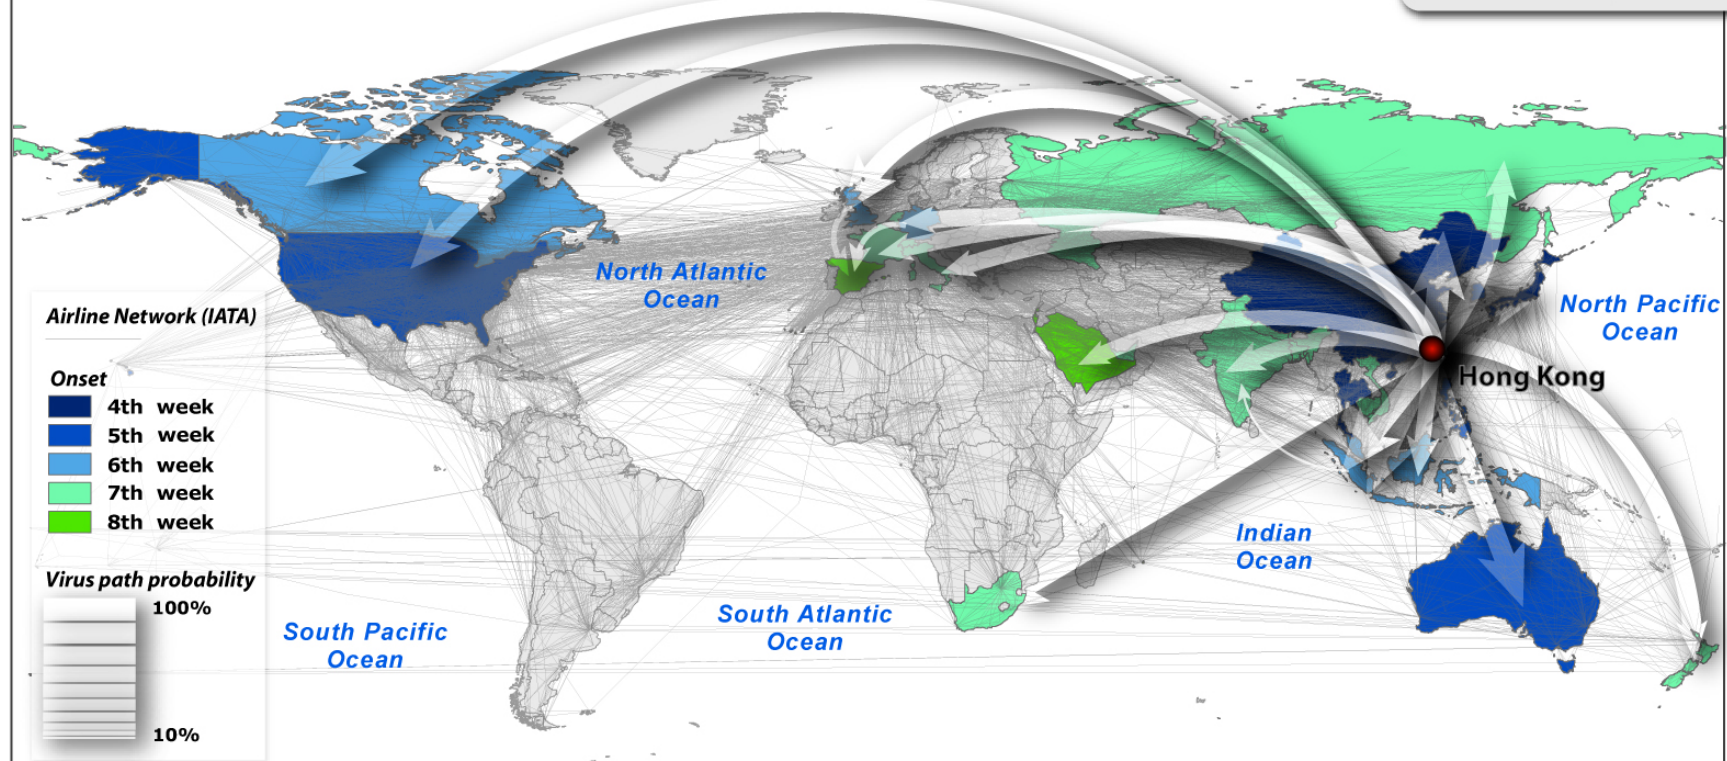 North Atlantic
Ocean
North Pacific
Ocean
Airline Network (IATA)
Onset
4th week
5th week
6th week
7th week
8th week
Hong Kong
Indian
Ocean
Virus path probability
100%
10%
South Pacific
Ocean
South Atlantic
Ocean